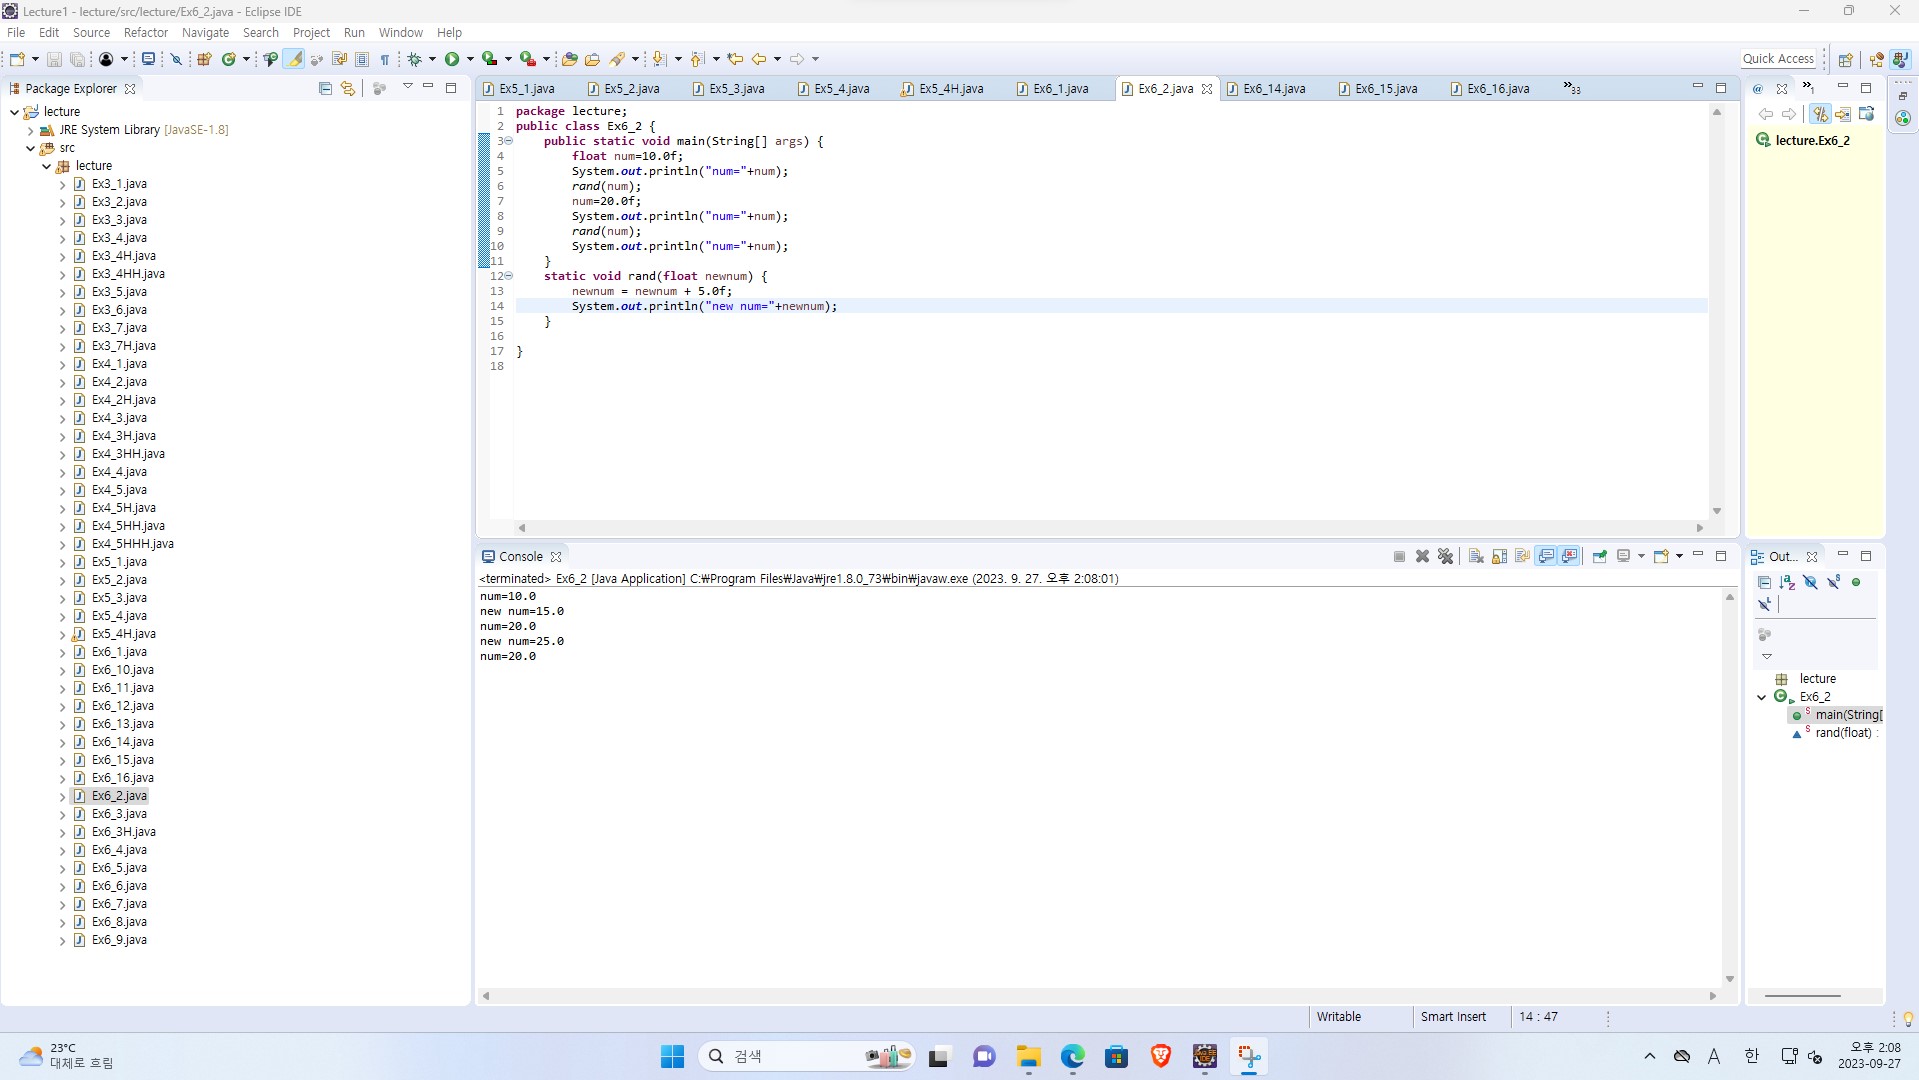 Lecture1 - lecture/src/lecture/Ex6_2.java - Eclipse IDE
File Edit Source Refactor Navigate Search Project Run Window Help
Quick Access
Package Explorer
lecture
JRE System Library [JavaSE-1.8]
src
lecture
Ex3_1.java
Ex3_2.java
Ex3_3.java
Ex3_4.java
Ex3_4H.java
Ex3_4HH.java
Ex3_5.java
Ex3_6.java
Ex3_7.java
Ex3_7H.java
Ex4_1.java
Ex4_2.java
Ex4_2H.java
Ex4_3.java
Ex4_3H.java
Ex4_3HH.java
Ex4_4.java
Ex4_5.java
Ex4_5H.java
Ex4_5HH.java
Ex4_5HHH.java
Ex5_1.java
Ex5_2.java
Ex5_3.java
Ex5_4.java
Ex5_4H.java
Ex6_1.java
Ex6_10.java
Ex6_11.java
Ex6_12.java
Ex6_13.java
Ex6_14.java
Ex6_15.java
Ex6_16.java
Ex6_2.java
Ex6_3.java
Ex6_3H.java
Ex6_4.java
Ex6_5.java
Ex6_6.java
Ex6_7.java
Ex6_8.java
Ex6_9.java
Ex5_1.java Ex5_2.java Ex5_3.java Ex5_4.java Ex5_4H.java Ex6_1.java Ex6_2.java Ex6_14.java Ex6_15.java Ex6_16.java »33
1 package lecture;
2 public class Ex6_2 {
3 public static void main(String[] args) {
4 float num=10.0f;
5 System.out.println("num="+num);
6 rand(num);
7 num=20.0f;
8 System.out.println("num="+num);
9 rand(num);
10 System.out.println("num="+num);
11 }
12 static void rand(float newnum) {
13 newnum = newnum + 5.0f;
14 System.out.println("new num="+newnum);
15 }
16
17 }
18
@ »1
lecture.Ex6_2
Console
<terminated> Ex6_2 [Java Application] C:₩Program Files₩Java₩jre1.8.0_73₩bin₩javaw.exe (2023. 9. 27. 오후 2:08:01)
num=10.0
new num=15.0
num=20.0
new num=25.0
num=20.0
Out...
lecture
Ex6_2
main(String[
rand(float) :
Writable Smart Insert 14 : 47
23°C
대체로 흐림
검색
A 한
오후 2:08
2023-09-27